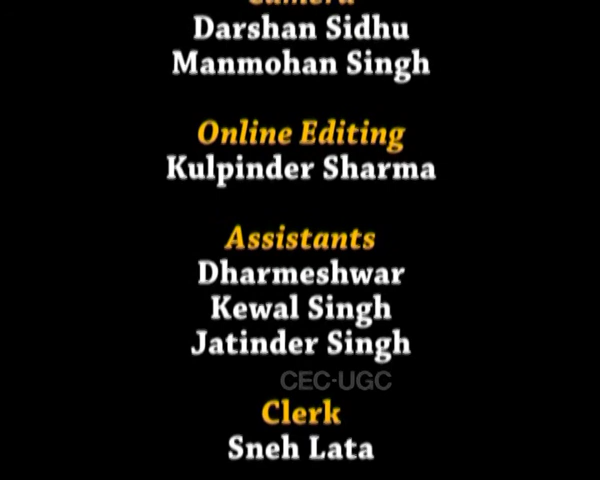 Camera
Darshan Sidhu
Manmohan Singh
Online Editing
Kulpinder Sharma
Assistants
Dharmeshwar
Kewal Singh
Jatinder Singh
CEC-UGC
Clerk
Sneh Lata